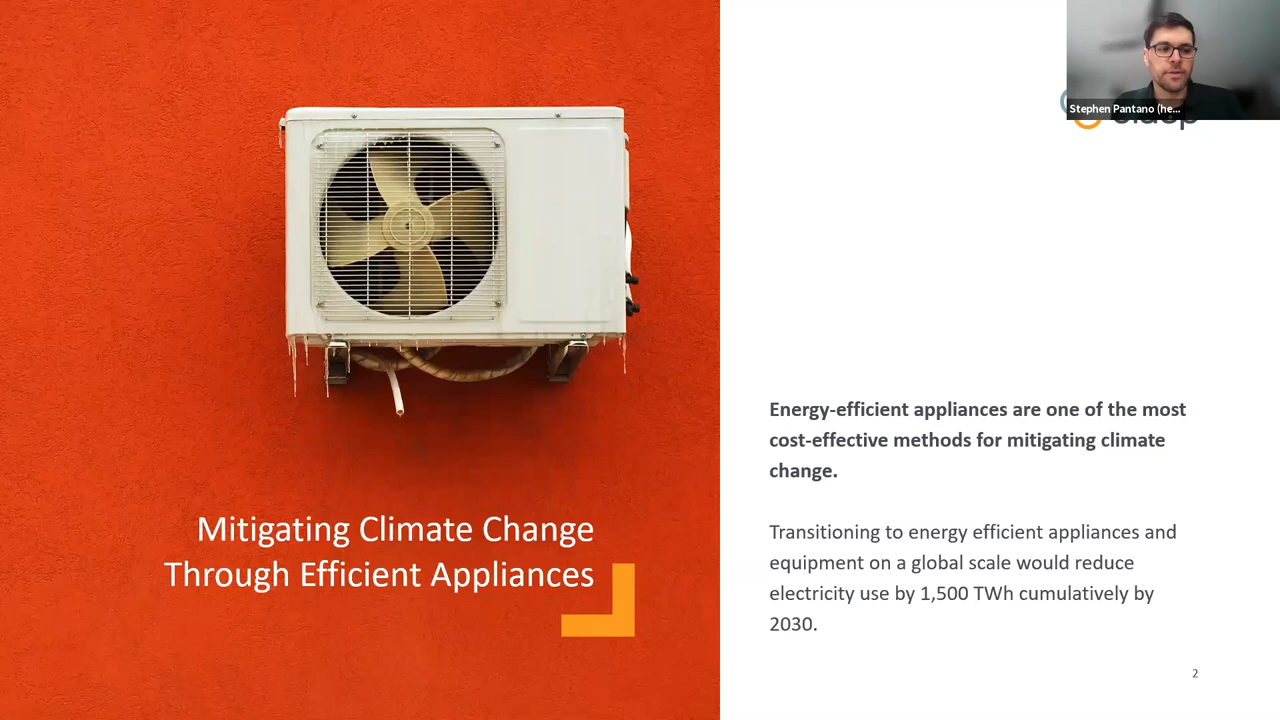 Stephen Pantano (he...
Mitigating Climate Change
Through Efficient Appliances
Energy-efficient appliances are one of the most
cost-effective methods for mitigating climate
change.
Transitioning to energy efficient appliances and
equipment on a global scale would reduce
electricity use by 1,500 TWh cumulatively by
2030.
2